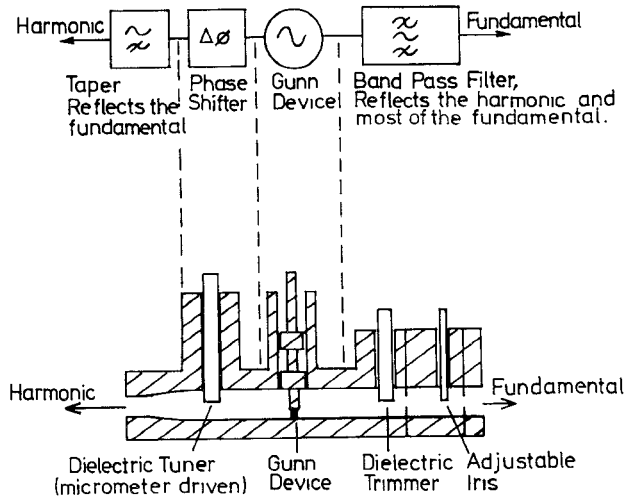 Harmonic
Δø
Fundamental
Taper
Reflects the
fundamental
Phase
Shifter
Gunn
Device
Band Pass Filter,
Reflects the harmonic and
most of the fundamental.
Harmonic
Fundamental
Dielectric Tuner
(micrometer driven)
Gunn
Device
Dielectric
Trimmer
Adjustable
Iris